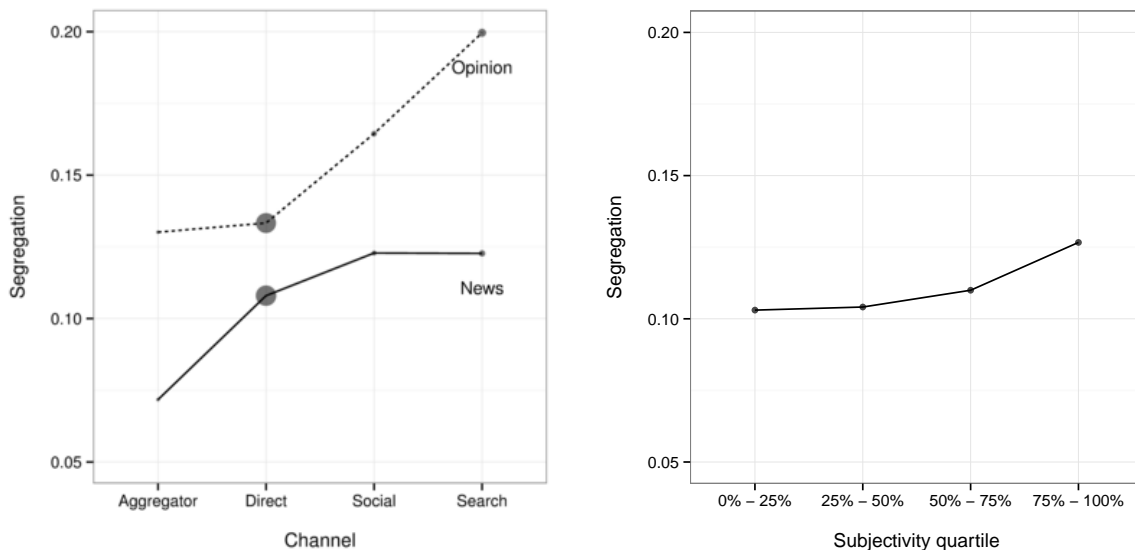 0.20
0.15
0.10
0.05
Segregation
Opinion
News
Aggregator Direct Social Search
Channel
0.20
0.15
0.10
0.05
Segregation
0% − 25% 25% − 50% 50% − 75% 75% − 100%
Subjectivity quartile